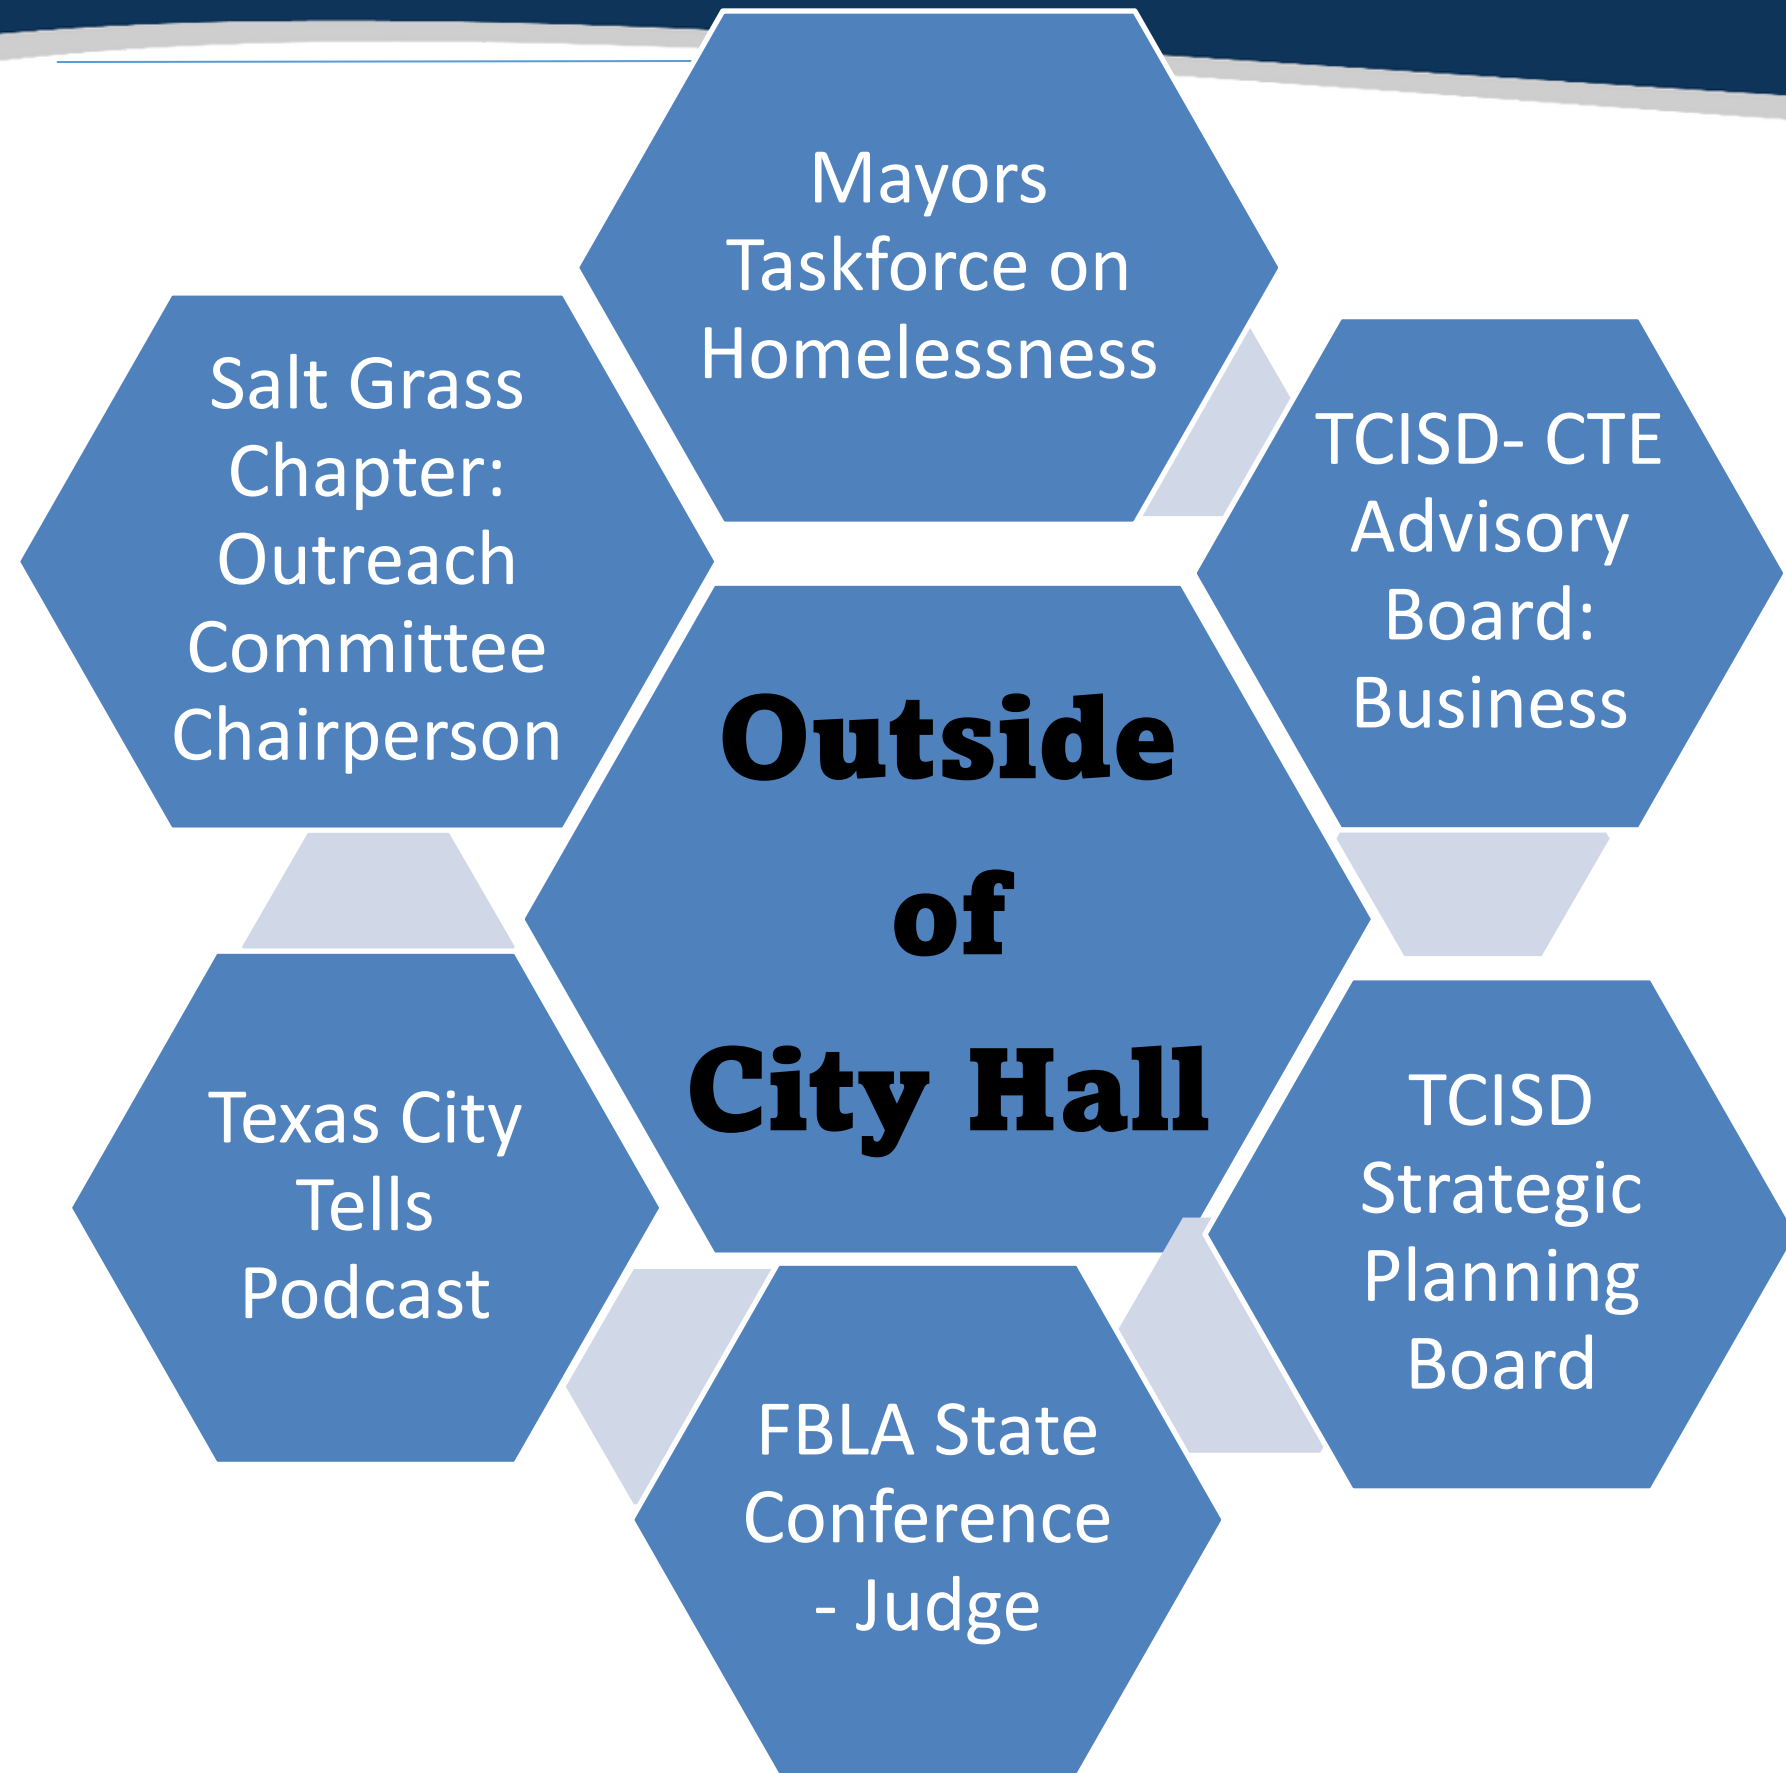 Mayors
Taskforce on
Homelessness
Salt Grass
Chapter:
Outreach
Committee
Chairperson
TCISD- CTE
Advisory
Board:
Business
Outside
of
City Hall
Texas City
Tells
Podcast
TCISD
Strategic
Planning
Board
FBLA State
Conference
- Judge